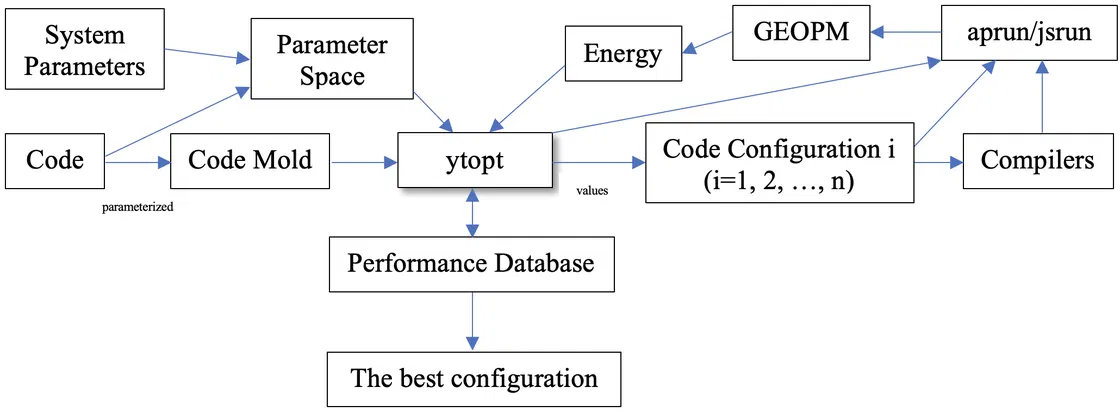 System
Parameters
Parameter
Space
Energy
GEOPM
aprun/jsrun
Code
Code Mold
ytopt
Code Configuration i
(i=1, 2, …, n)
Compilers
parameterized
values
Performance Database
The best configuration